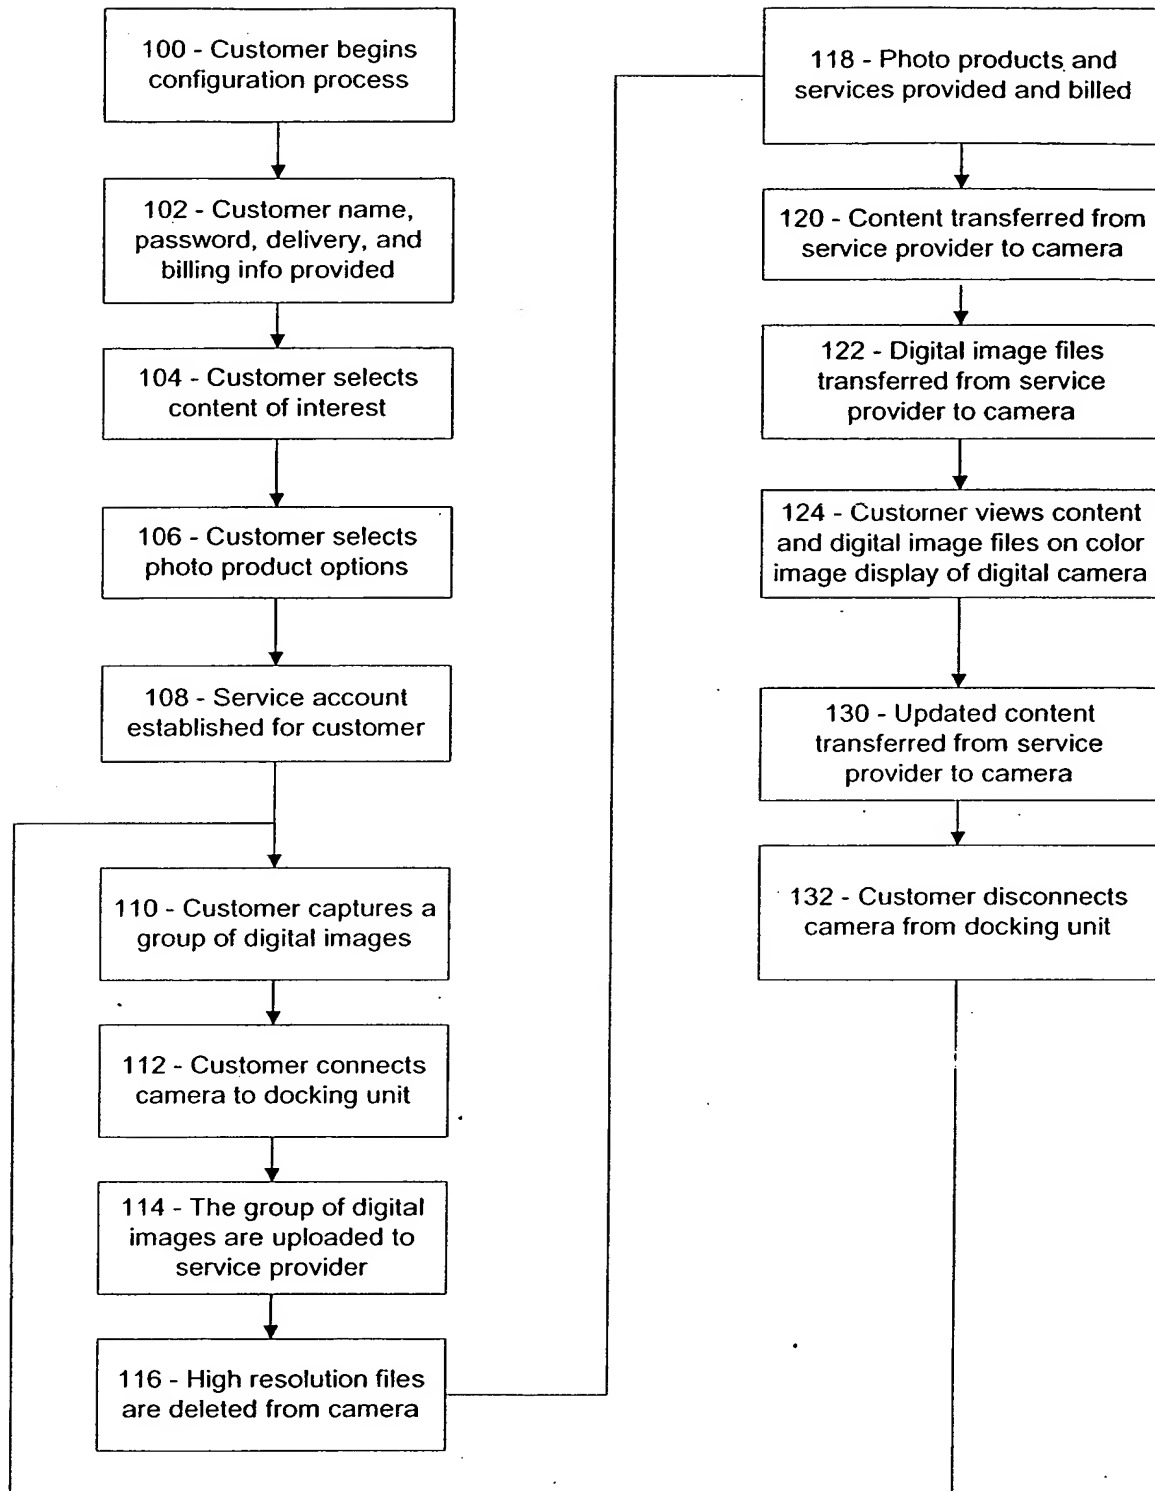 100 - Customer begins
configuration process
102 - Customer name,
password, delivery, and
billing info provided
104 - Customer selects
content of interest
106 - Customer selects
photo product options
108 - Service account
established for customer
110 - Customer captures a
group of digital images
112 - Customer connects
camera to docking unit
114 - The group of digital
images are uploaded to
service provider
116 - High resolution files
are deleted from camera
118 - Photo products and
services provided and billed
120 - Content transferred from
service provider to camera
122 - Digital image files
transferred from service
provider to camera
124 - Customer views content
and digital image files on color
image display of digital camera
130 - Updated content
transferred from service
provider to camera
132 - Customer disconnects
camera from docking unit